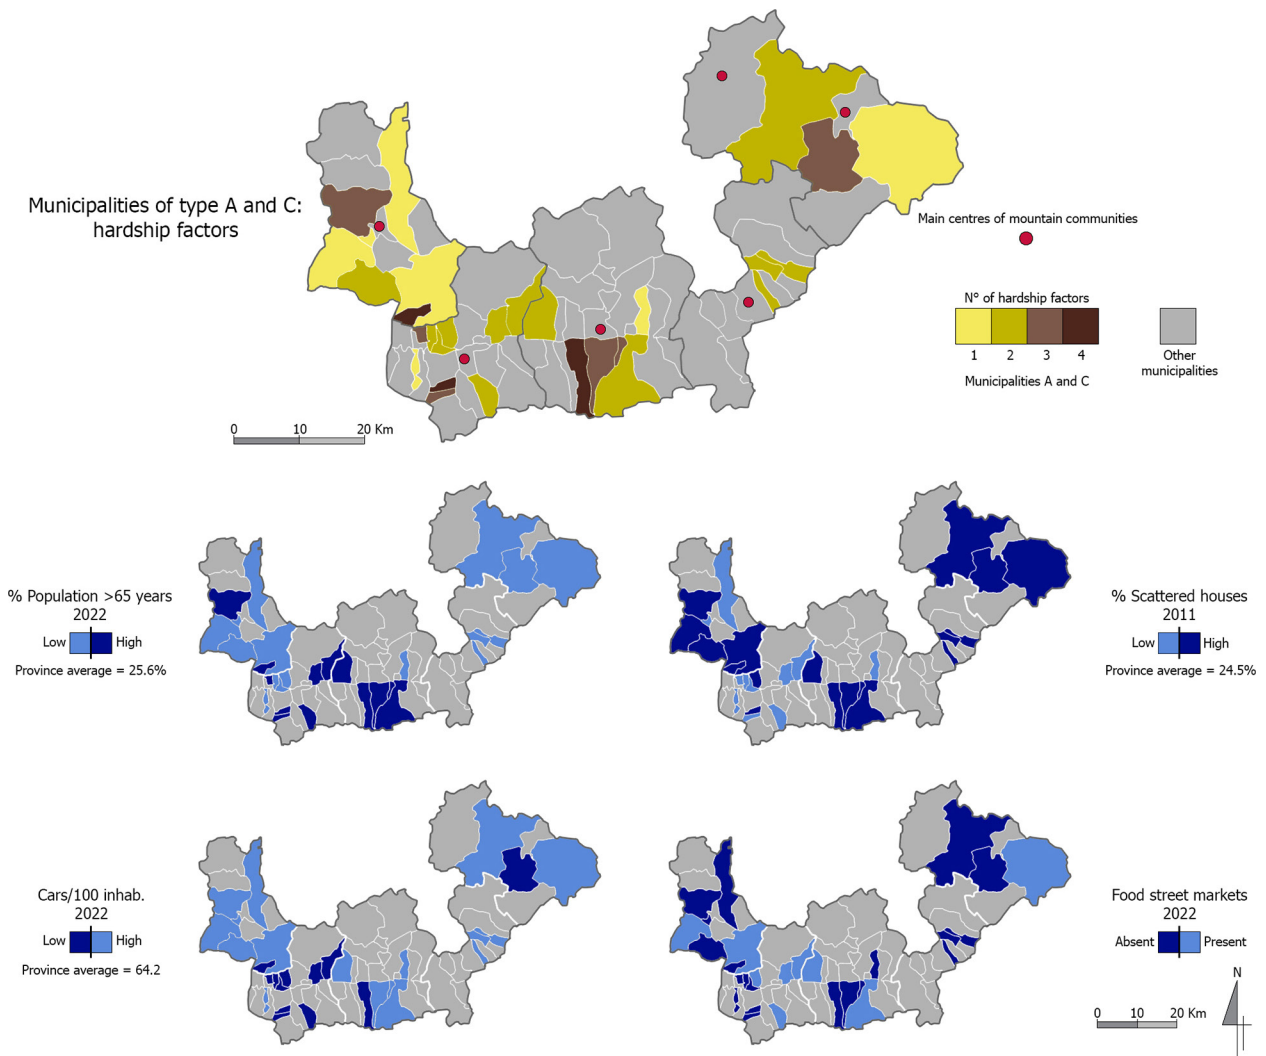 Municipalities of type A and C:
hardship factors
Main centres of mountain communities
N° of hardship factors
1 2 3 4
Municipalities A and C
Other
municipalities
0 10 20 Km
% Population >65 years
2022
Low High
Province average = 25.6%
% Scattered houses
2011
Low High
Province average = 24.5%
Cars/100 inhab.
2022
Low High
Province average = 64.2
Food street markets
2022
Absent Present
N
0 10 20 Km